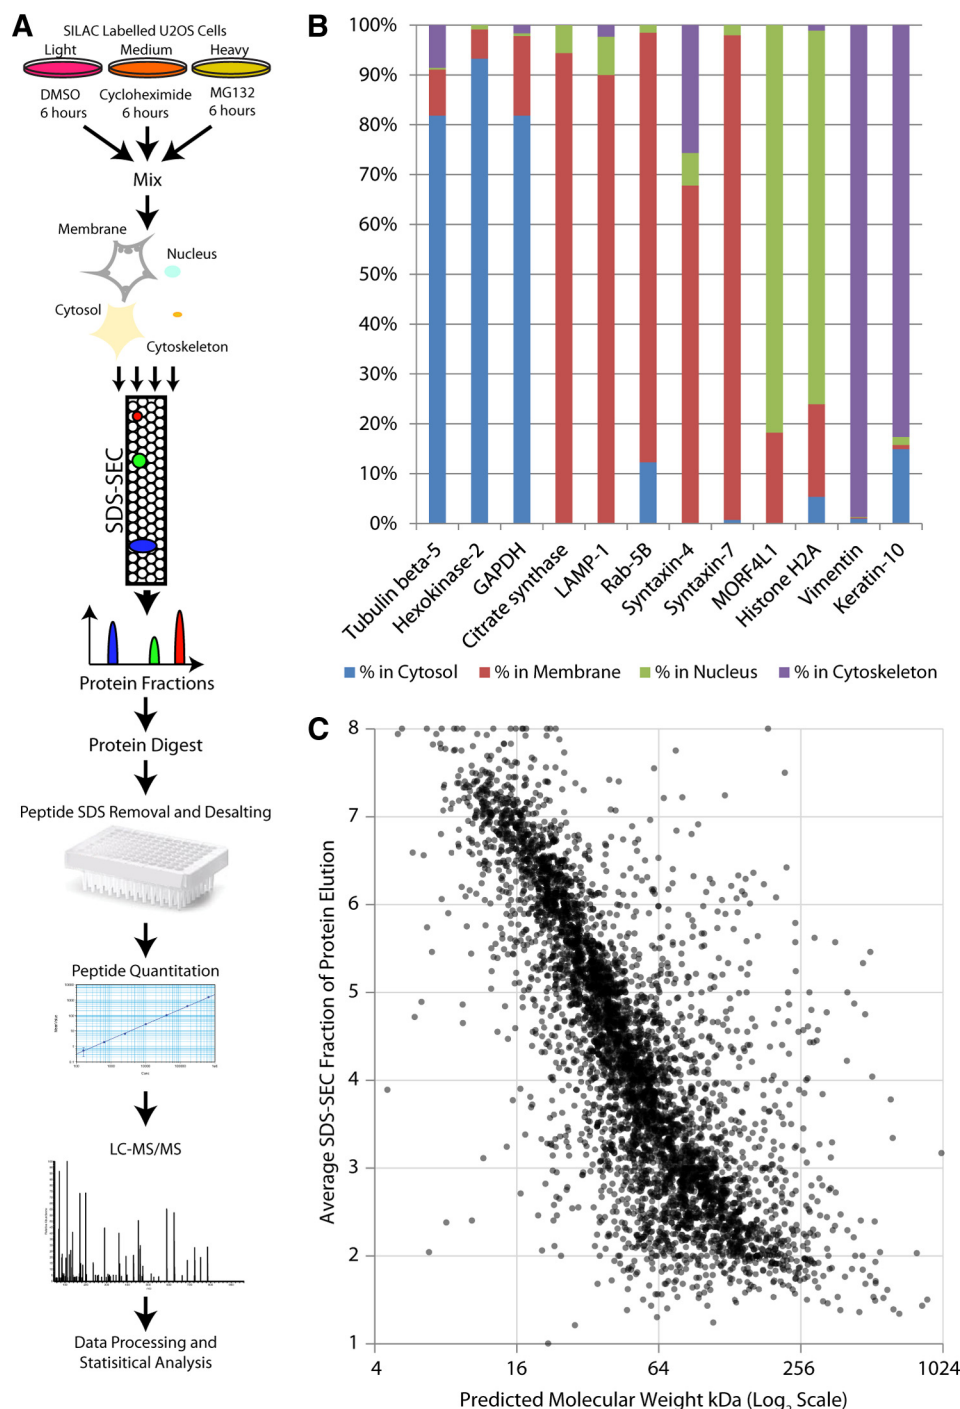 A
SILAC Labelled U2OS Cells
Light Medium Heavy
DMSO
6 hours
Cycloheximide
6 hours
MG132
6 hours
Mix
Membrane
Nucleus
Cytosol
Cytoskeleton
SDS-SEC
Protein Fractions
Protein Digest
Peptide SDS Removal and Desalting
Peptide Quantitation
LC-MS/MS
Data Processing and
Statisitical Analysis
B
100%
90%
80%
70%
60%
50%
40%
30%
20%
10%
0%
Tubulin beta-5
Hexokinase-2
GAPDH
Citrate synthase
LAMP-1
Rab-5B
Syntaxin-4
Syntaxin-7
MORF4L1
Histone H2A
Vimentin
Keratin-10
% in Cytosol % in Membrane % in Nucleus % in Cytoskeleton
C
Average SDS-SEC Fraction of Protein Elution
8
7
6
5
4
3
2
1
4 16 64 256 1024
Predicted Molecular Weight kDa (Log₂ Scale)